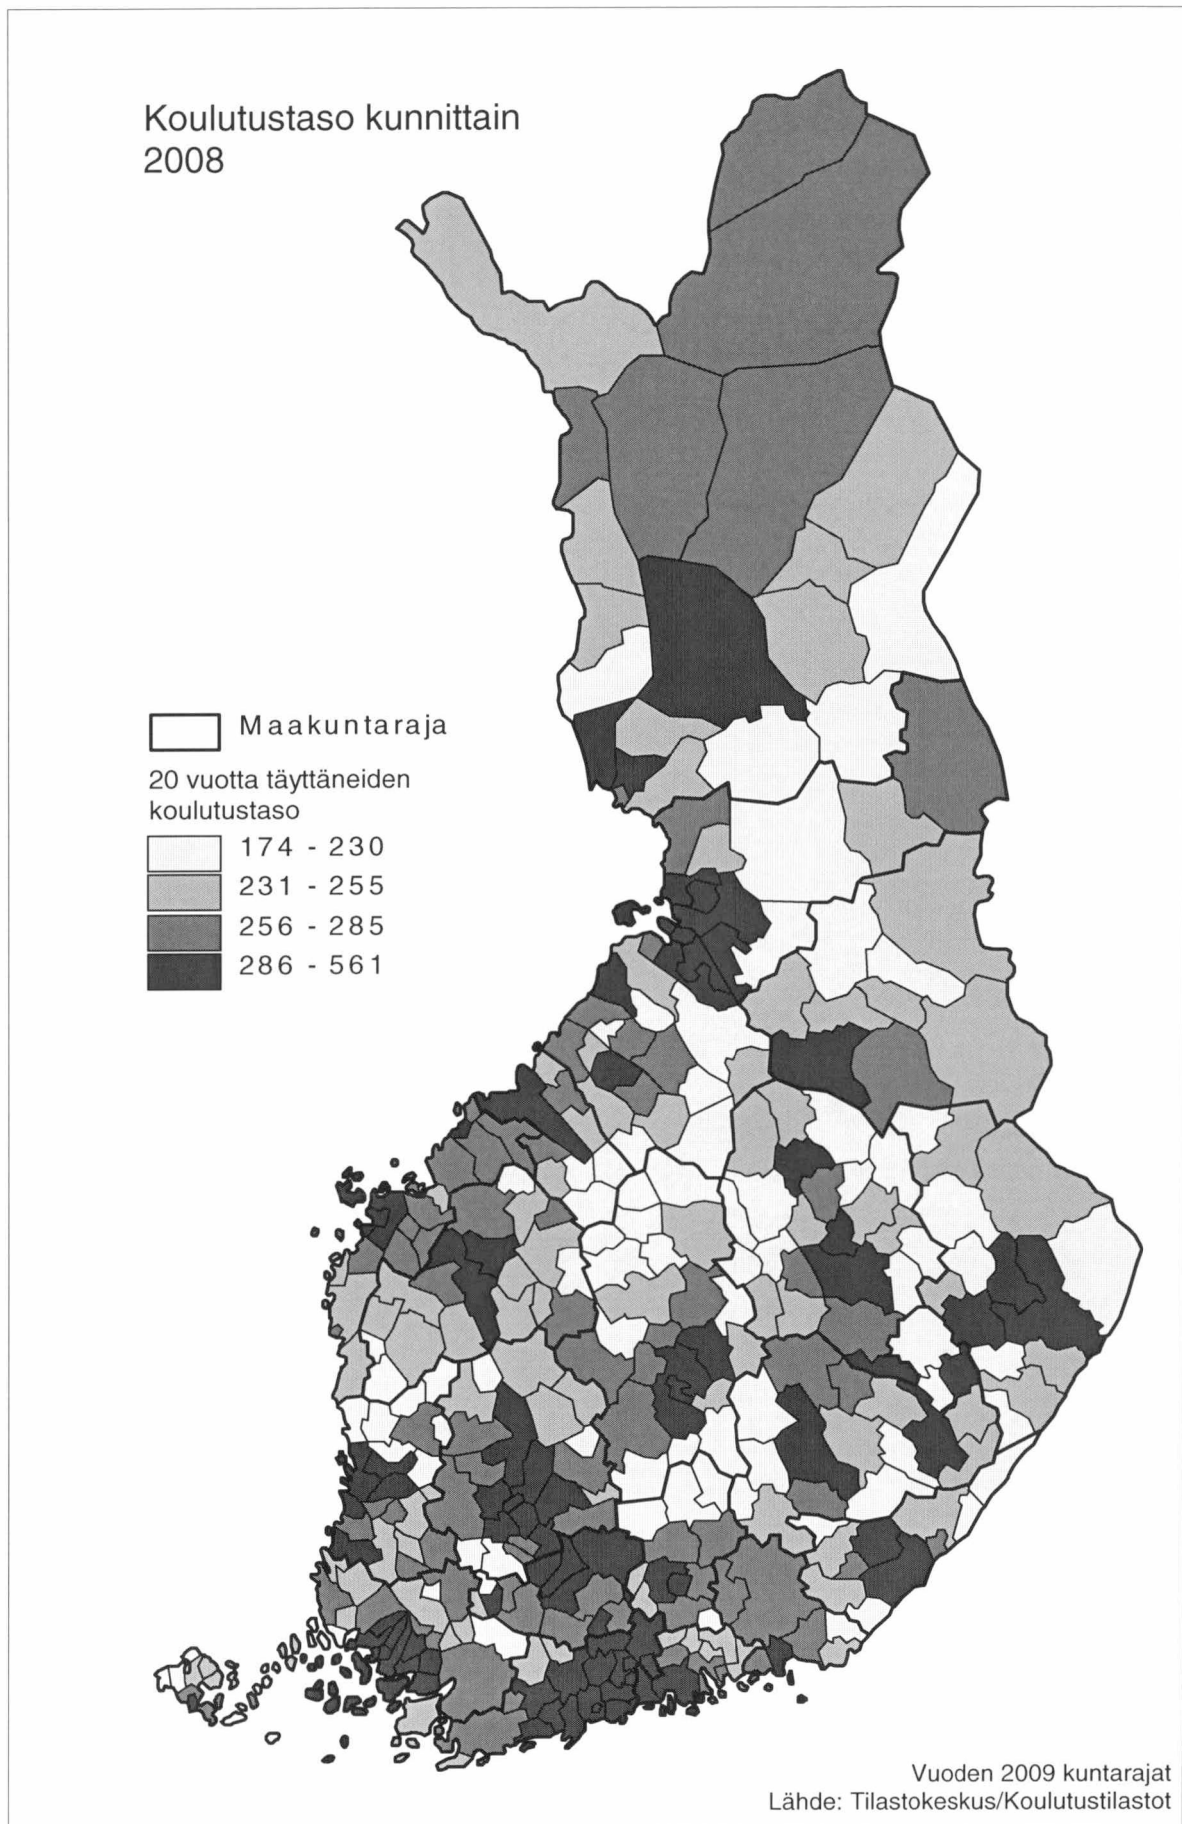 Koulutustaso kunnittain
2008
Maakuntaraja
20 vuotta täyttäneiden
koulutustaso
174 - 230
231 - 255
256 - 285
286 - 561
Vuoden 2009 kuntarajat
Lähde: Tilastokeskus/Koulutustilastot